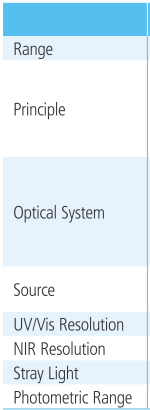 Range
Principle
Optical System
Source
UV/Vis Resolution
NIR Resolution
Stray Light
Photometric Range